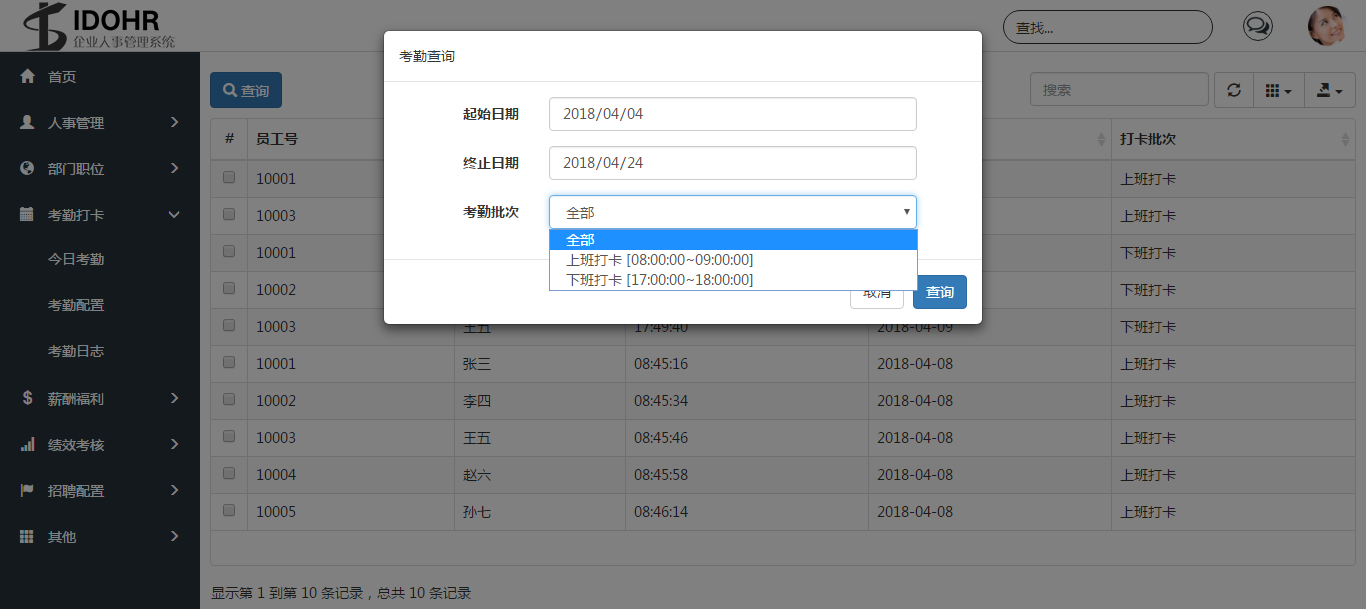 IDOHR
企业人事管理系统
查找...
首页
人事管理
部门职位
考勤打卡
今日考勤
考勤配置
考勤日志
薪酬福利
绩效考核
招聘配置
其他
查询
搜索
考勤查询
起始日期 2018/04/04
终止日期 2018/04/24
考勤批次 全部
全部
上班打卡 [08:00:00~09:00:00]
下班打卡 [17:00:00~18:00:00]
取消 查询
# 员工号 打卡批次
10001 上班打卡
10003 上班打卡
10001 下班打卡
10002 下班打卡
10003 王五 17:49:40 2018-04-09 下班打卡
10001 张三 08:45:16 2018-04-08 上班打卡
10002 李四 08:45:34 2018-04-08 上班打卡
10003 王五 08:45:46 2018-04-08 上班打卡
10004 赵六 08:45:58 2018-04-08 上班打卡
10005 孙七 08:46:14 2018-04-08 上班打卡
显示第 1 到第 10 条记录，总共 10 条记录